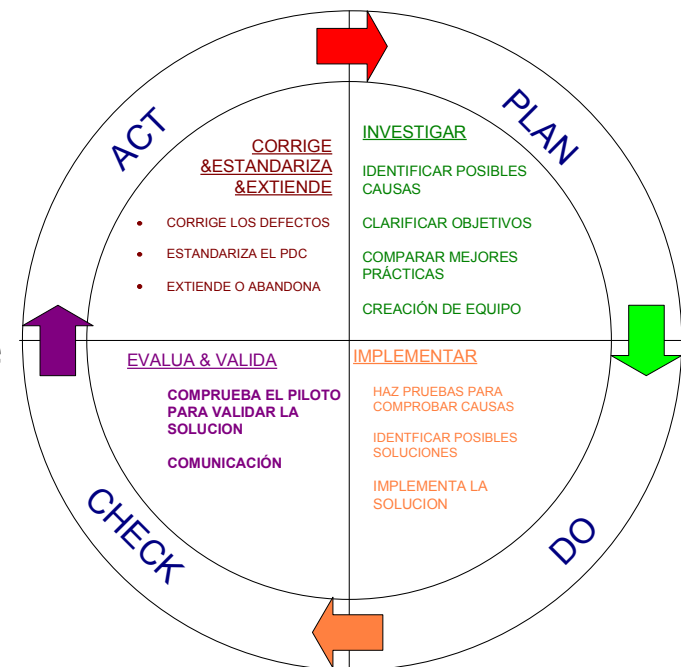 ACT
PLAN
CORRIGE
&ESTANDARIZA
&EXTIENDE
• CORRIGE LOS DEFECTOS
• ESTANDARIZA EL PDC
• EXTIENDE O ABANDONA
INVESTIGAR
IDENTIFICAR POSIBLES
CAUSAS
CLARIFICAR OBJETIVOS
COMPARAR MEJORES
PRÁCTICAS
CREACIÓN DE EQUIPO
EVALUA & VALIDA
COMPRUEBA EL PILOTO
PARA VALIDAR LA
SOLUCION
COMUNICACIÓN
IMPLEMENTAR
HAZ PRUEBAS PARA
COMPROBAR CAUSAS
IDENTFICAR POSIBLES
SOLUCIONES
IMPLEMENTA LA
SOLUCION
CHECK
DO